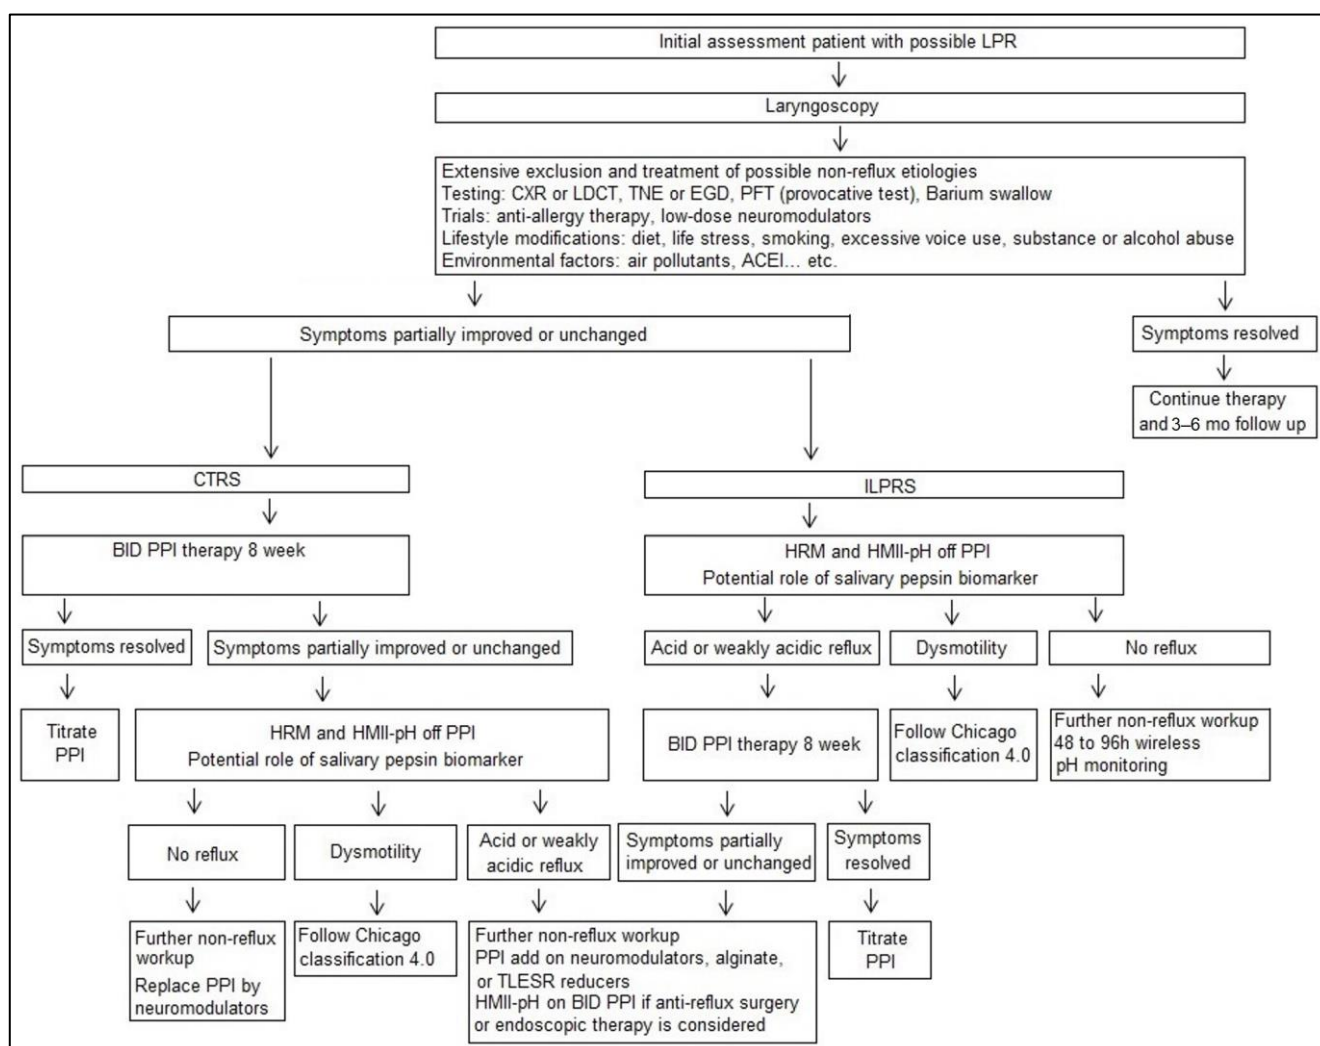 Initial assessment patient with possible LPR
Laryngoscopy
Extensive exclusion and treatment of possible non-reflux etiologies
Testing: CXR or LDCT, TNE or EGD, PFT (provocative test), Barium swallow
Trials: anti-allergy therapy, low-dose neuromodulators
Lifestyle modifications: diet, life stress, smoking, excessive voice use, substance or alcohol abuse
Environmental factors: air pollutants, ACEI... etc.
Symptoms partially improved or unchanged
Symptoms resolved
Continue therapy
and 3–6 mo follow up
CTRS
BID PPI therapy 8 week
Symptoms resolved
Symptoms partially improved or unchanged
Titrate
PPI
HRM and HMII-pH off PPI
Potential role of salivary pepsin biomarker
No reflux
Dysmotility
Acid or weakly
acidic reflux
Further non-reflux
workup
Replace PPI by
neuromodulators
Follow Chicago
classification 4.0
ILPRS
HRM and HMII-pH off PPI
Potential role of salivary pepsin biomarker
Acid or weakly acidic reflux
Dysmotility
No reflux
BID PPI therapy 8 week
Follow Chicago
classification 4.0
Further non-reflux workup
48 to 96h wireless
pH monitoring
Symptoms partially
improved or unchanged
Symptoms
resolved
Further non-reflux workup
PPI add on neuromodulators, alginate,
or TLESR reducers
HMII-pH on BID PPI if anti-reflux surgery
or endoscopic therapy is considered
Titrate
PPI